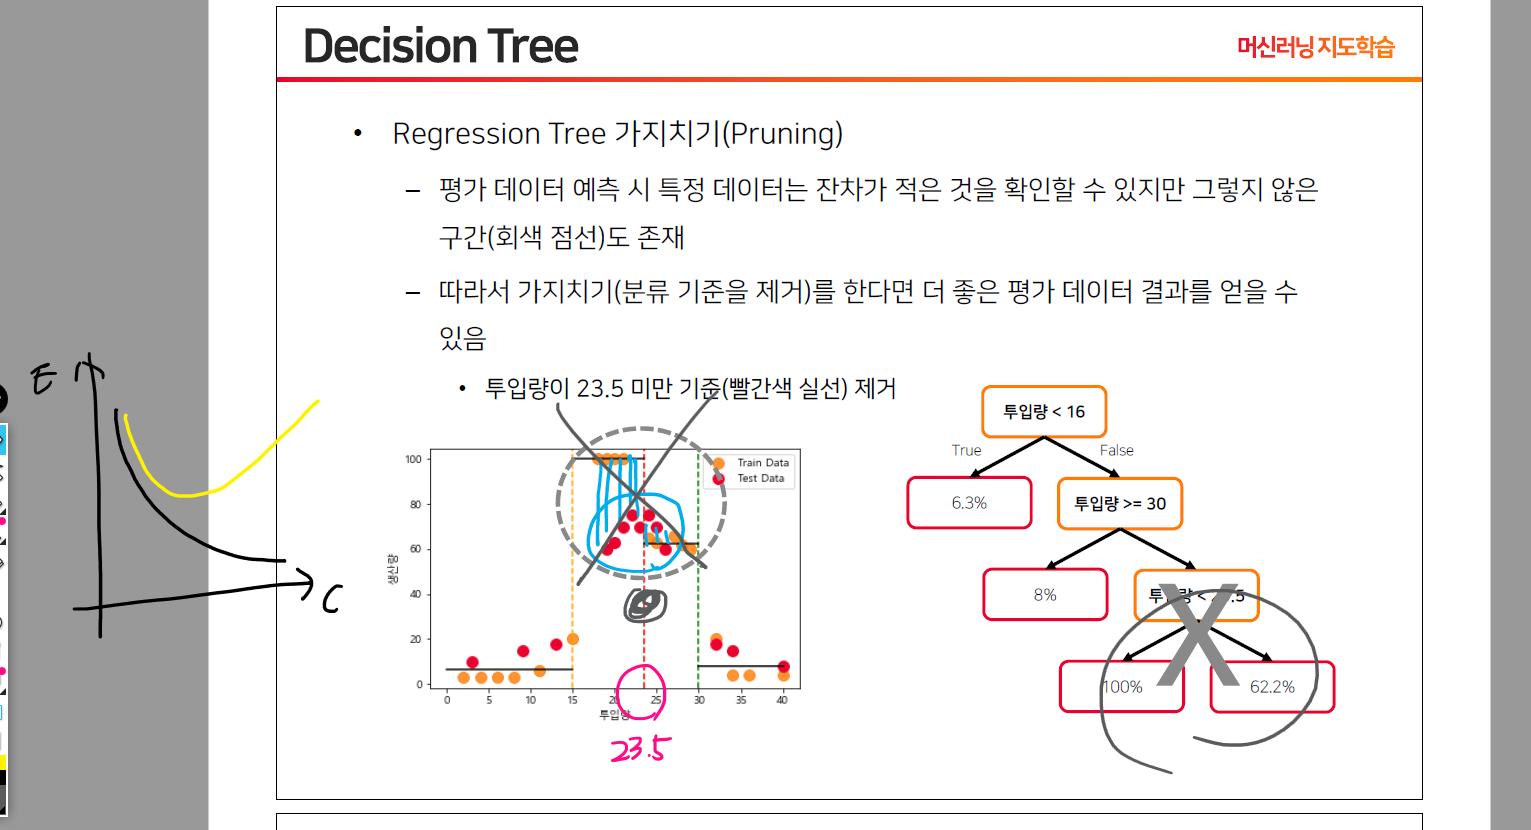 Decision Tree
머신러닝 지도학습
• Regression Tree 가지치기(Pruning)
– 평가 데이터 예측 시 특정 데이터는 잔차가 적은 것을 확인할 수 있지만 그렇지 않은
구간(회색 점선)도 존재
– 따라서 가지치기(분류 기준을 제거)를 한다면 더 좋은 평가 데이터 결과를 얻을 수
있음
• 투입량이 23.5 미만 기준(빨간색 실선) 제거
E
C
100
80
60
40
20
0
생산량
Train Data
Test Data
0 5 10 15 20 25 30 35 40
투입량
23.5
투입량 < 16
True
False
6.3%
투입량 >= 30
8%
X
100%
62.2%